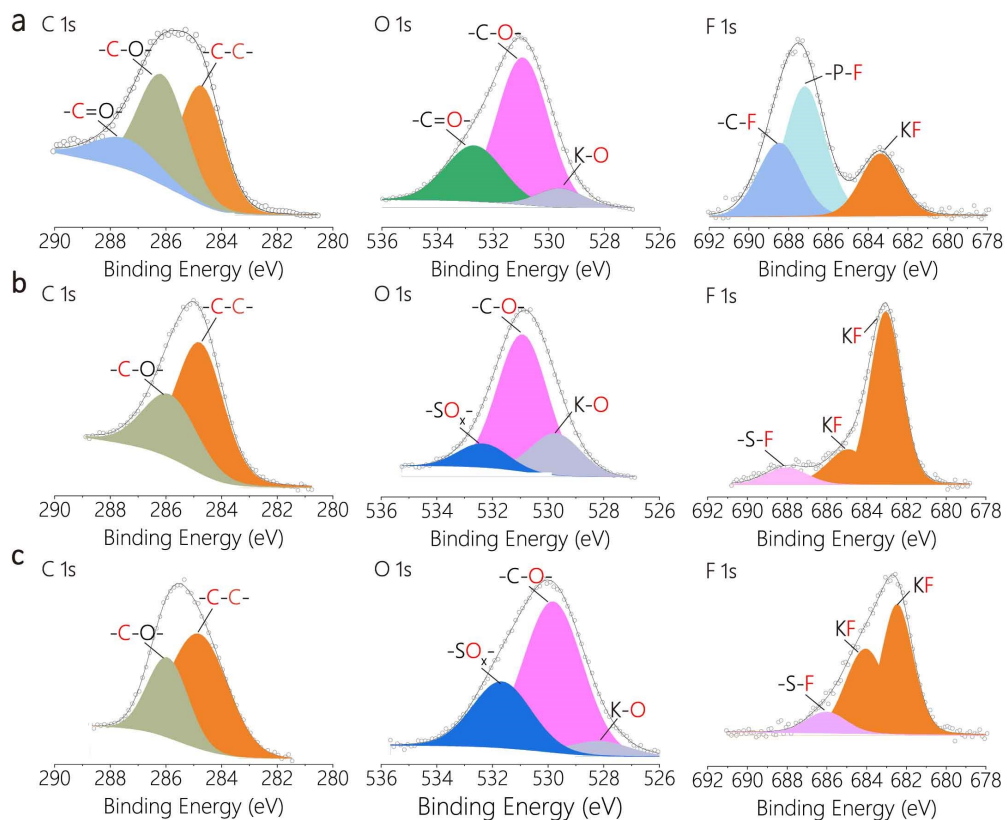 a
C 1s
-C-O-
-C-C-
-C=O-
290 288 286 284 282 280
Binding Energy (eV)
O 1s
-C-O-
-C=O-
K-O
536 534 532 530 528 526
Binding Energy (eV)
F 1s
-P-F
-C-F
KF
692 690 688 686 684 682 680 678
Binding Energy (eV)
b
C 1s
-C-C-
-C-O-
290 288 286 284 282 280
Binding Energy (eV)
O 1s
-C-O-
-SOx-
K-O
536 534 532 530 528 526
Binding Energy (eV)
F 1s
KF
KF
-S-F
692 690 688 686 684 682 680 678
Binding Energy (eV)
c
C 1s
-C-C-
-C-O-
290 288 286 284 282 280
Binding Energy (eV)
O 1s
-C-O-
-SOx-
K-O
536 534 532 530 528 526
Binding Energy (eV)
F 1s
KF
KF
-S-F
692 690 688 686 684 682 680 678
Binding Energy (eV)